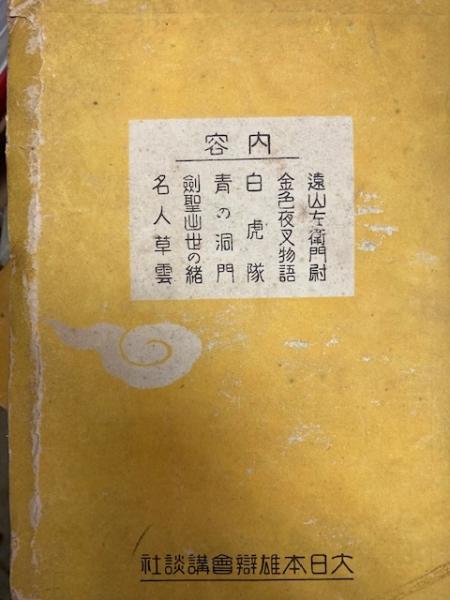 内容
遠山左衛門尉
金色夜叉物語
白虎隊
青の洞門
劍聖出世の緒
名人草雲
大日本雄辯會講談社